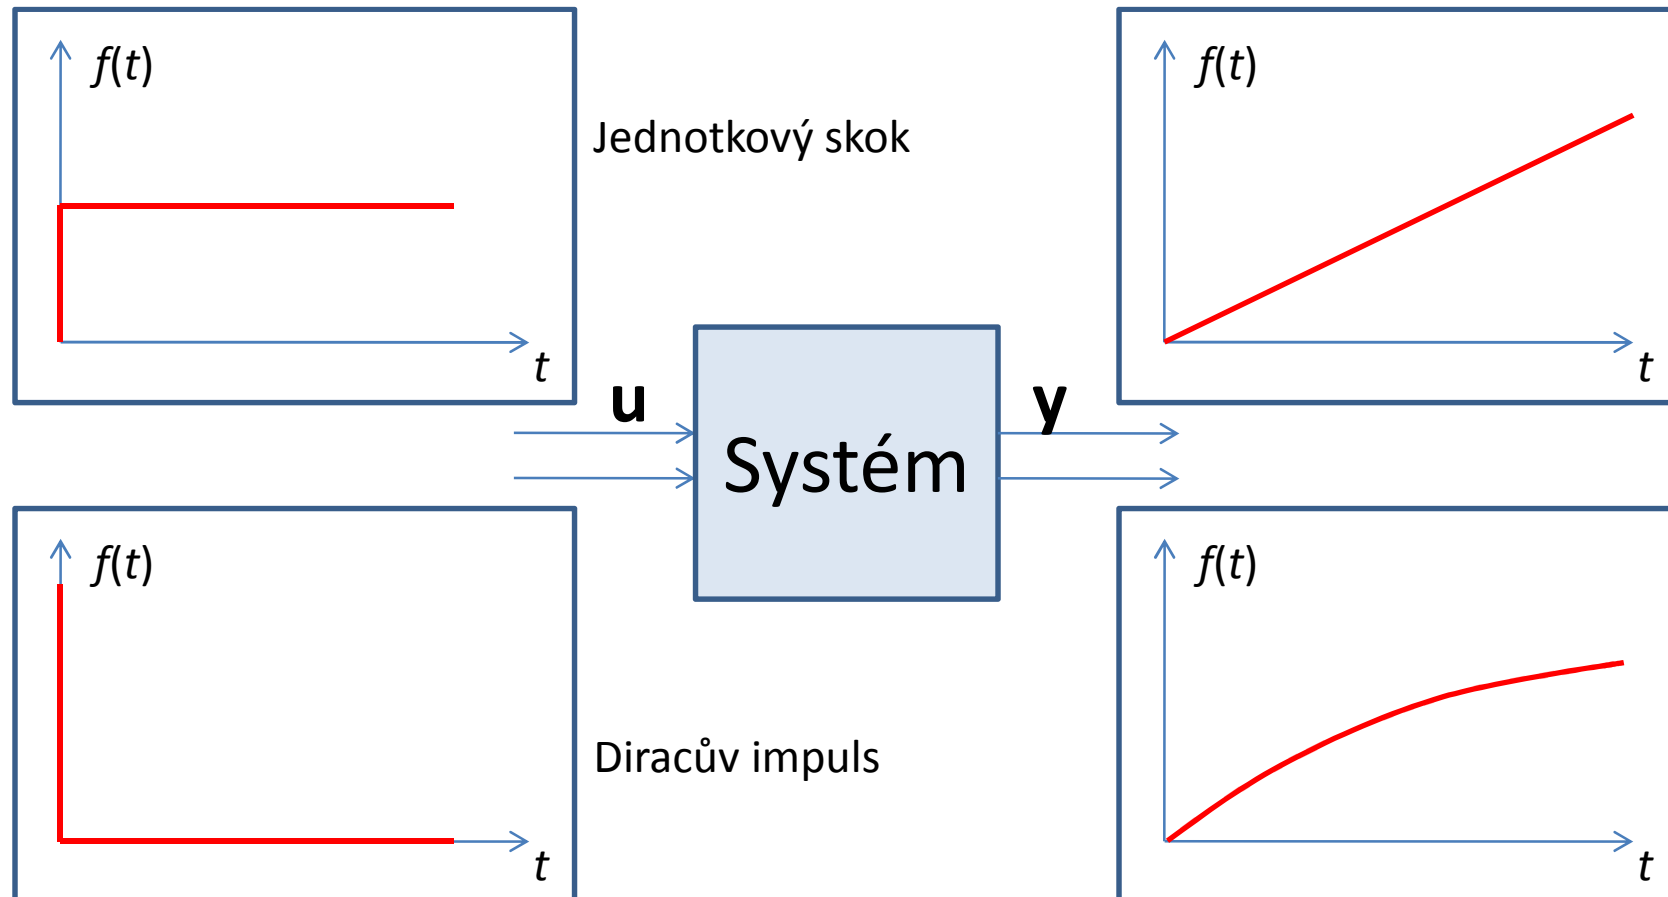 f(t)
Jednotkový skok
t
f(t)
t
u
Systém
y
f(t)
Diracův impuls
t
f(t)
t